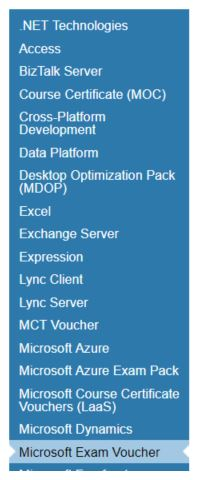 .NET Technologies
Access
BizTalk Server
Course Certificate (MOC)
Cross-Platform
Development
Data Platform
Desktop Optimization Pack
(MDOP)
Excel
Exchange Server
Expression
Lync Client
Lync Server
MCT Voucher
Microsoft Azure
Microsoft Azure Exam Pack
Microsoft Course Certificate
Vouchers (LaaS)
Microsoft Dynamics
Microsoft Exam Voucher